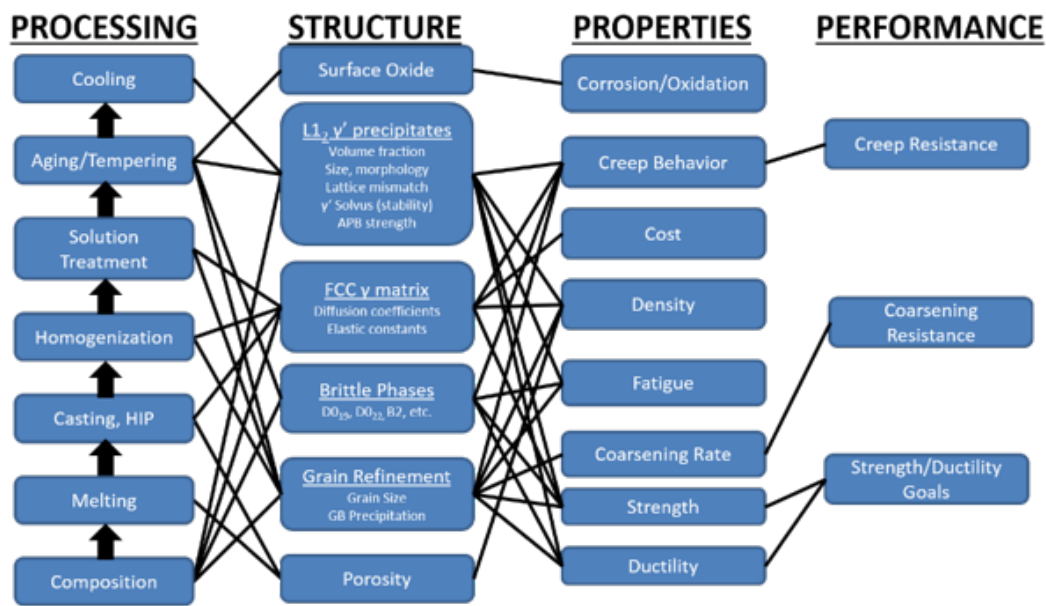 PROCESSING
STRUCTURE
PROPERTIES
PERFORMANCE
Cooling
Aging/Tempering
Solution
Treatment
Homogenization
Casting, HIP
Melting
Composition
Surface Oxide
L1₂ γ’ precipitates
Volume fraction
Size, morphology
Lattice mismatch
γ’ Solvus (stability)
APB strength
FCC γ matrix
Diffusion coefficients
Elastic constants
Brittle Phases
D0₁₉, D0₂₂, B2, etc.
Grain Refinement
Grain Size
GB Precipitation
Porosity
Corrosion/Oxidation
Creep Behavior
Cost
Density
Fatigue
Coarsening Rate
Strength
Ductility
Creep Resistance
Coarsening
Resistance
Strength/Ductility
Goals